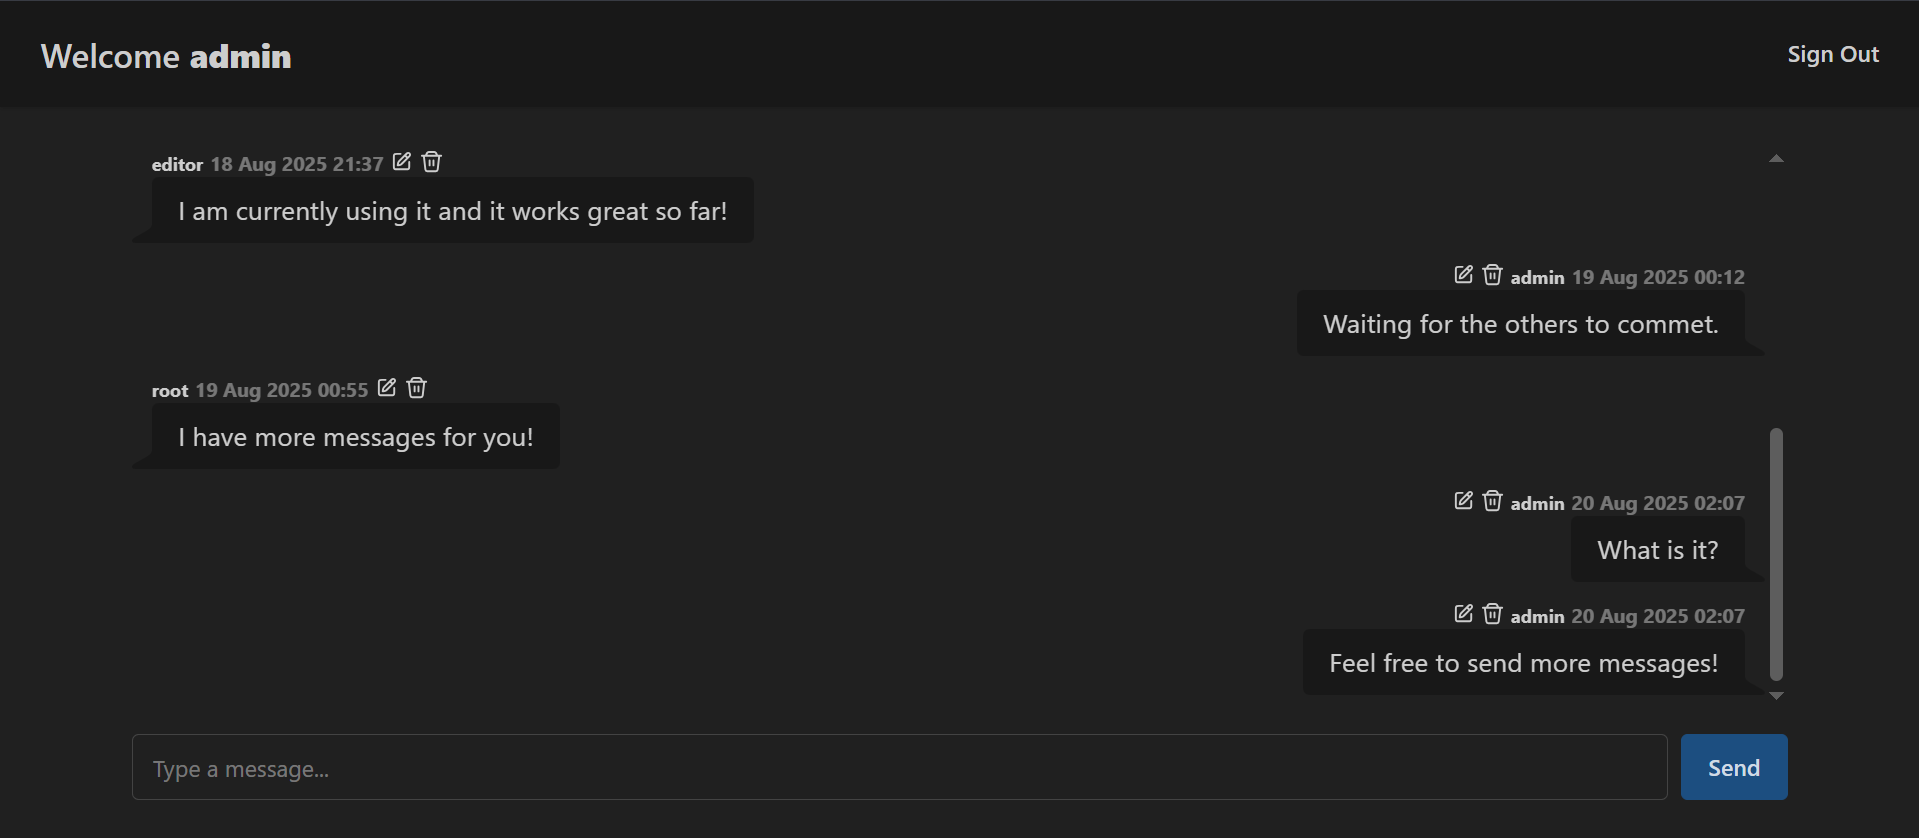 Welcome admin
Sign Out
editor 18 Aug 2025 21:37
I am currently using it and it works great so far!
admin 19 Aug 2025 00:12
Waiting for the others to commet.
root 19 Aug 2025 00:55
I have more messages for you!
admin 20 Aug 2025 02:07
What is it?
admin 20 Aug 2025 02:07
Feel free to send more messages!
Type a message...
Send